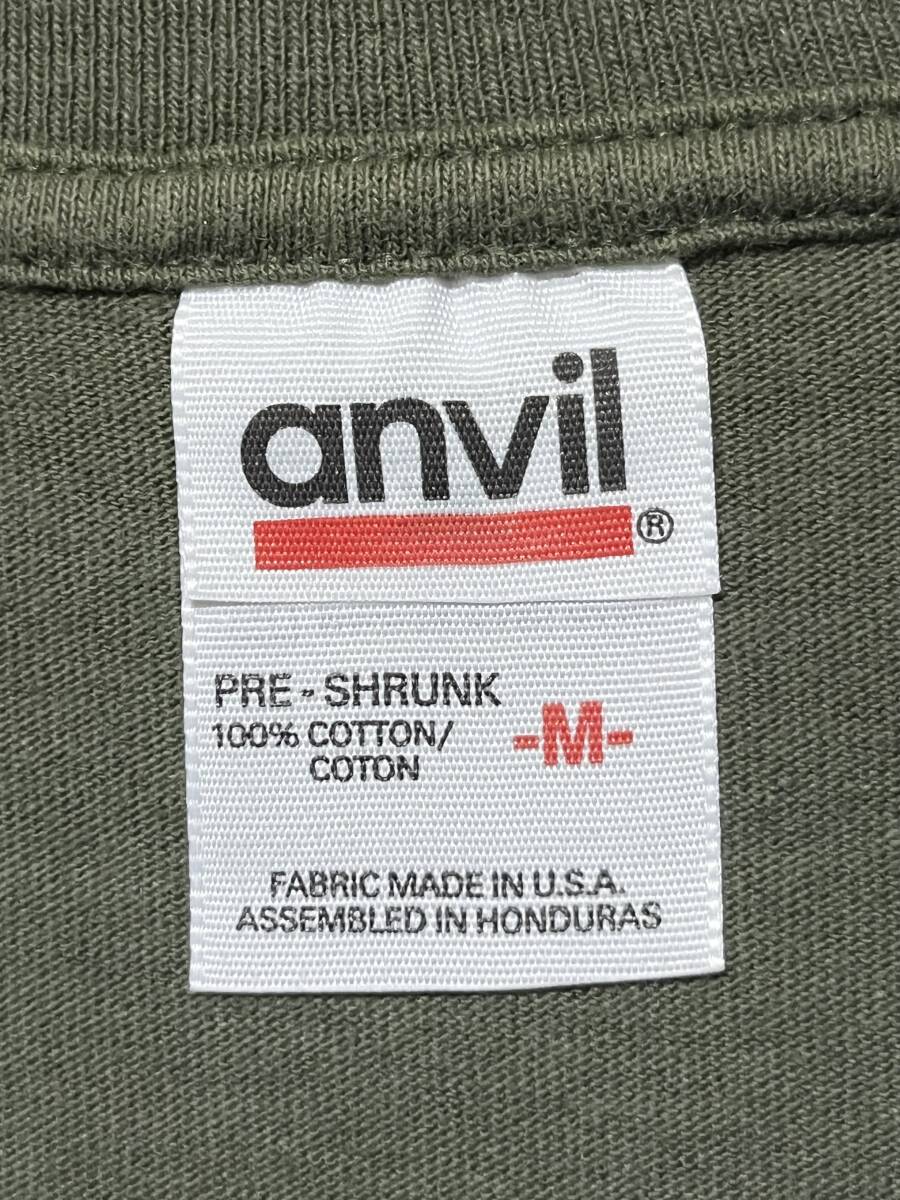 anvil
®
PRE - SHRUNK
100% COTTON/
COTON
-M-
FABRIC MADE IN U.S.A.
ASSEMBLED IN HONDURAS